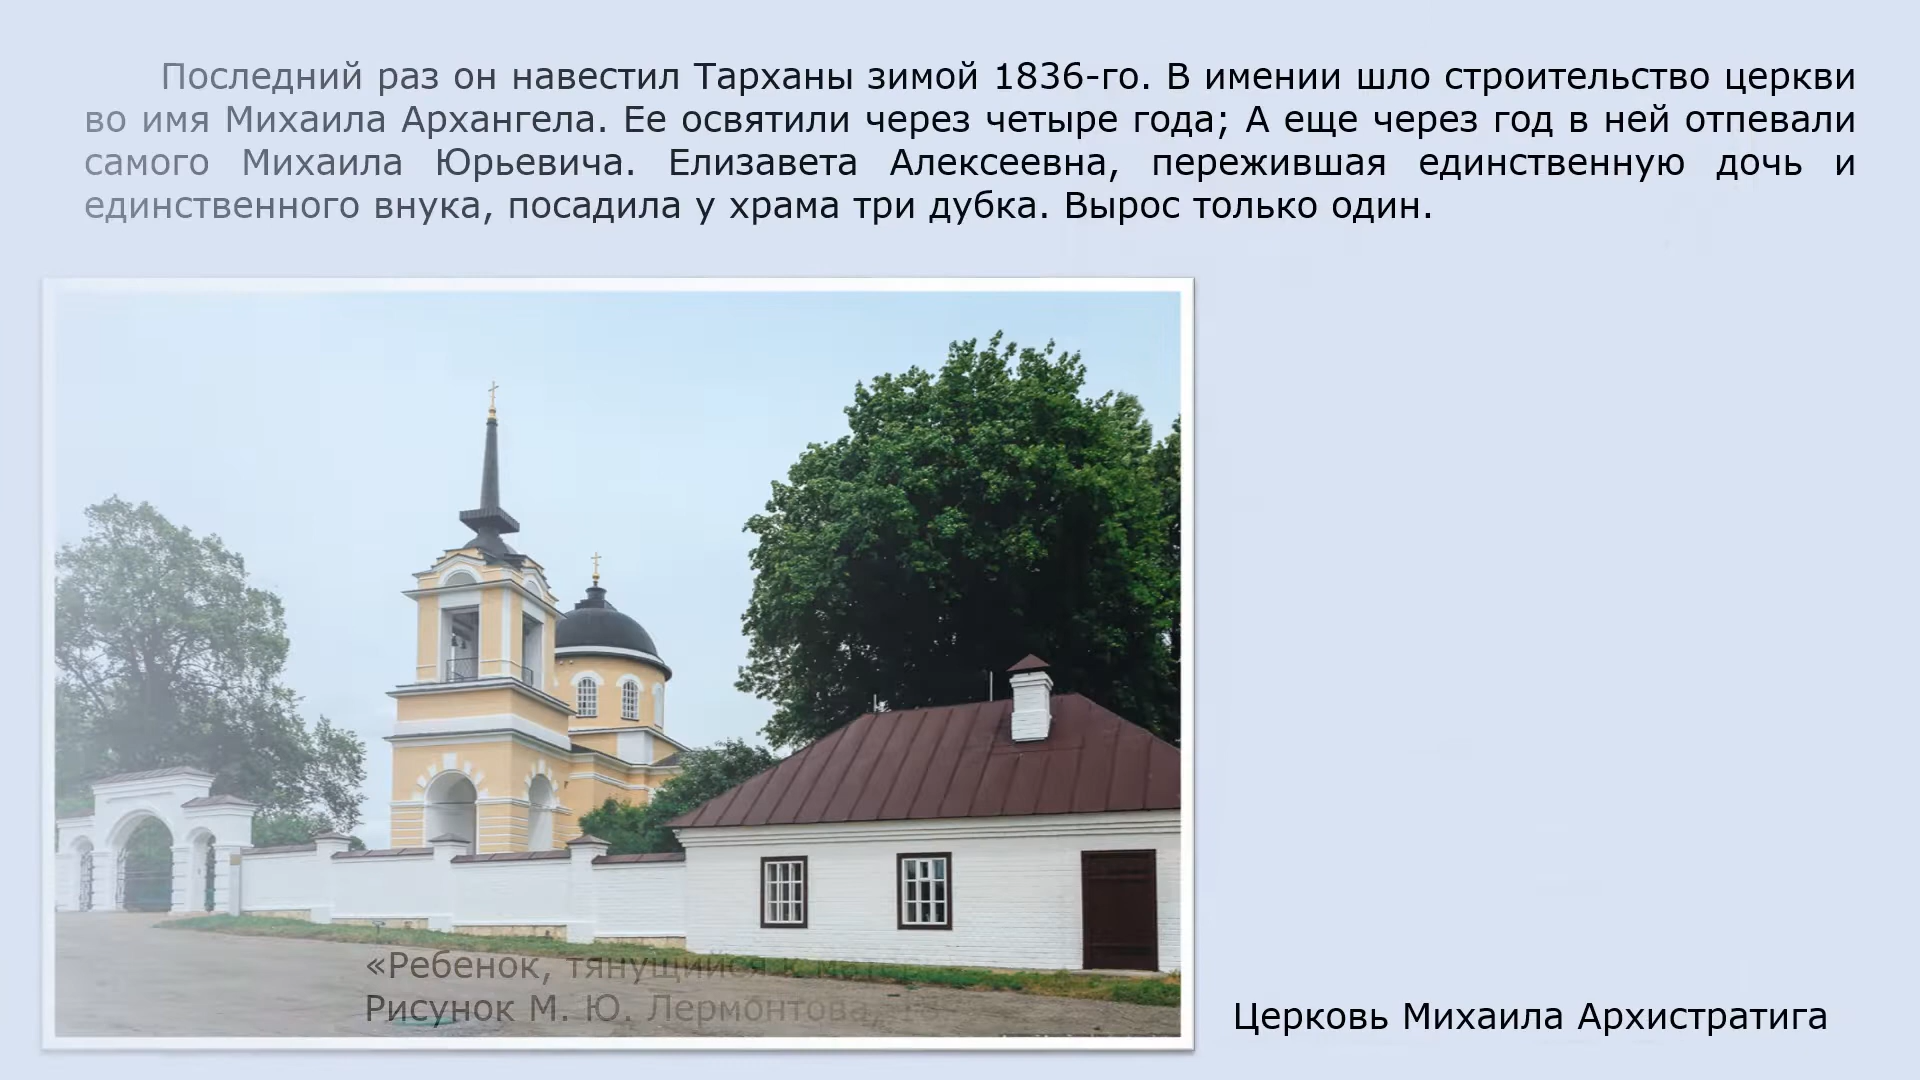 Последний раз он навестил Тарханы зимой 1836-го. В имении шло строительство церкви
во имя Михаила Архангела. Ее освятили через четыре года; А еще через год в ней отпевали
самого Михаила Юрьевича. Елизавета Алексеевна, пережившая единственную дочь и
единственного внука, посадила у храма три дубка. Вырос только один.
«Ребенок, тянущийся к
Рисунок М. Ю. Лермонтова,
Церковь Михаила Архистратига